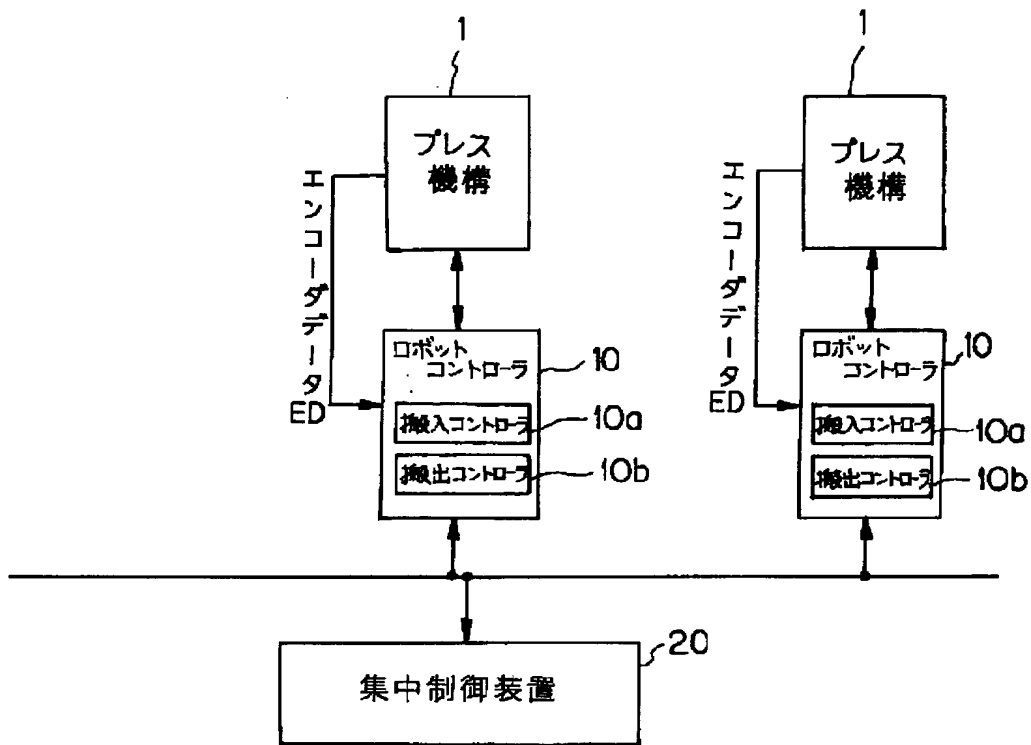 1
プレス
機構
エンコーダデータ
ED
ロボット
コントローラ
10
搬入コントローラ
10a
搬出コントローラ
10b
1
プレス
機構
エンコーダデータ
ED
ロボット
コントローラ
10
搬入コントローラ
10a
搬出コントローラ
10b
集中制御装置
20